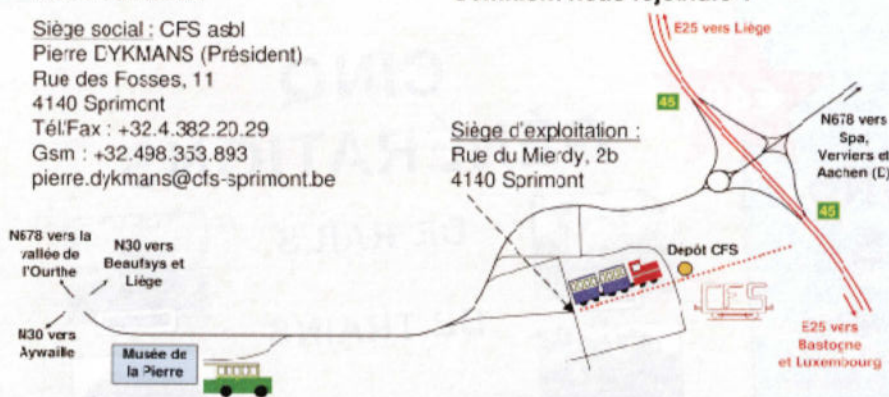 Siège social : CFS asbl
Pierre DYKMANS (Président)
Rue des Fosses, 11
4140 Sprimont
Tél/Fax : +32.4.382.20.29
Gsm : +32.498.353.893
pierre.dykmans@cfs-sprimont.be
E25 vers Liège
45
N678 vers
Spa,
Verviers et
Aachen (D)
Siège d'exploitation :
Rue du Mierdy, 2b
4140 Sprimont
45
N678 vers la
vallée de
l'Ourthe
N30 vers
Beaufays et
Liège
Depôt CFS
CFS
N30 vers
Aywaille
Musée de
la Pierre
E25 vers
Bastogne
et Luxembourg